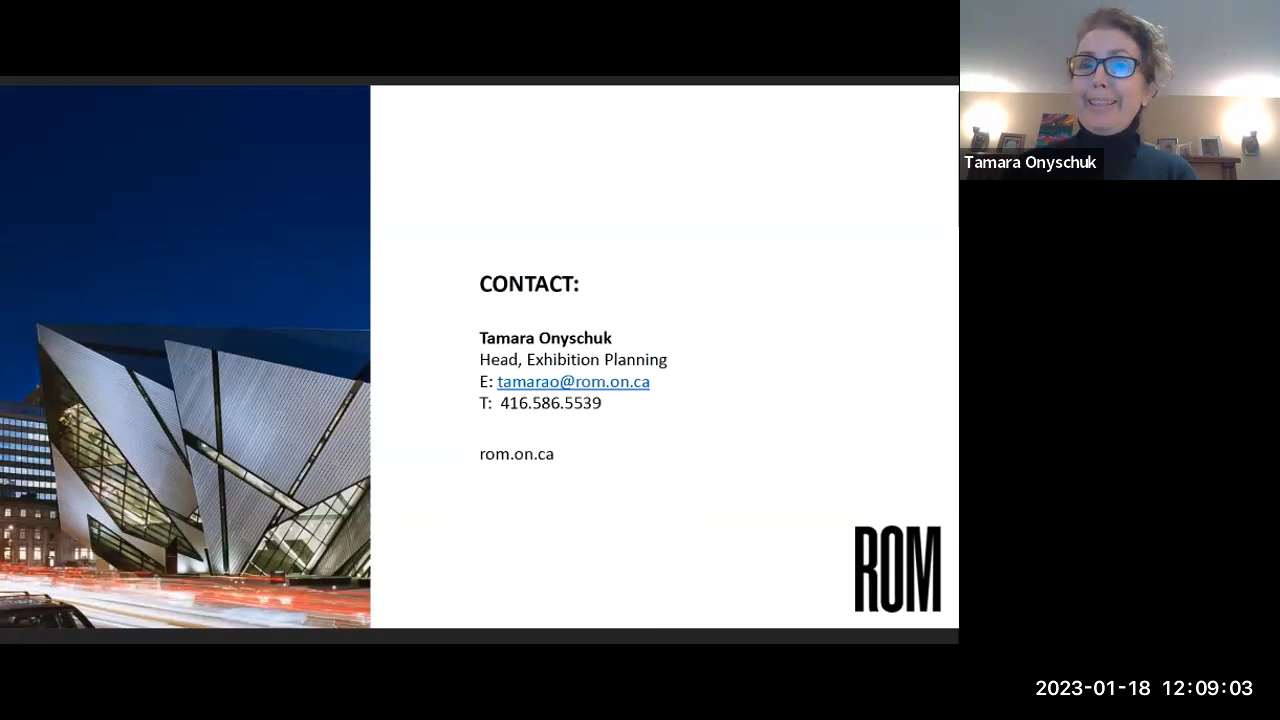 CONTACT:
Tamara Onyschuk
Head, Exhibition Planning
E: tamarao@rom.on.ca
T: 416.586.5539
rom.on.ca
ROM
Tamara Onyschuk
2023-01-18 12:09:03